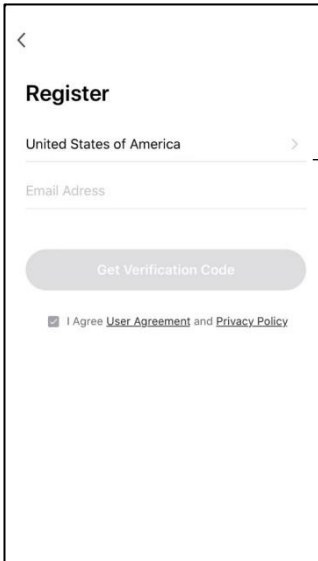 Register
United States of America
Email Adress
Get Verification Code
I Agree User Agreement and Privacy Policy